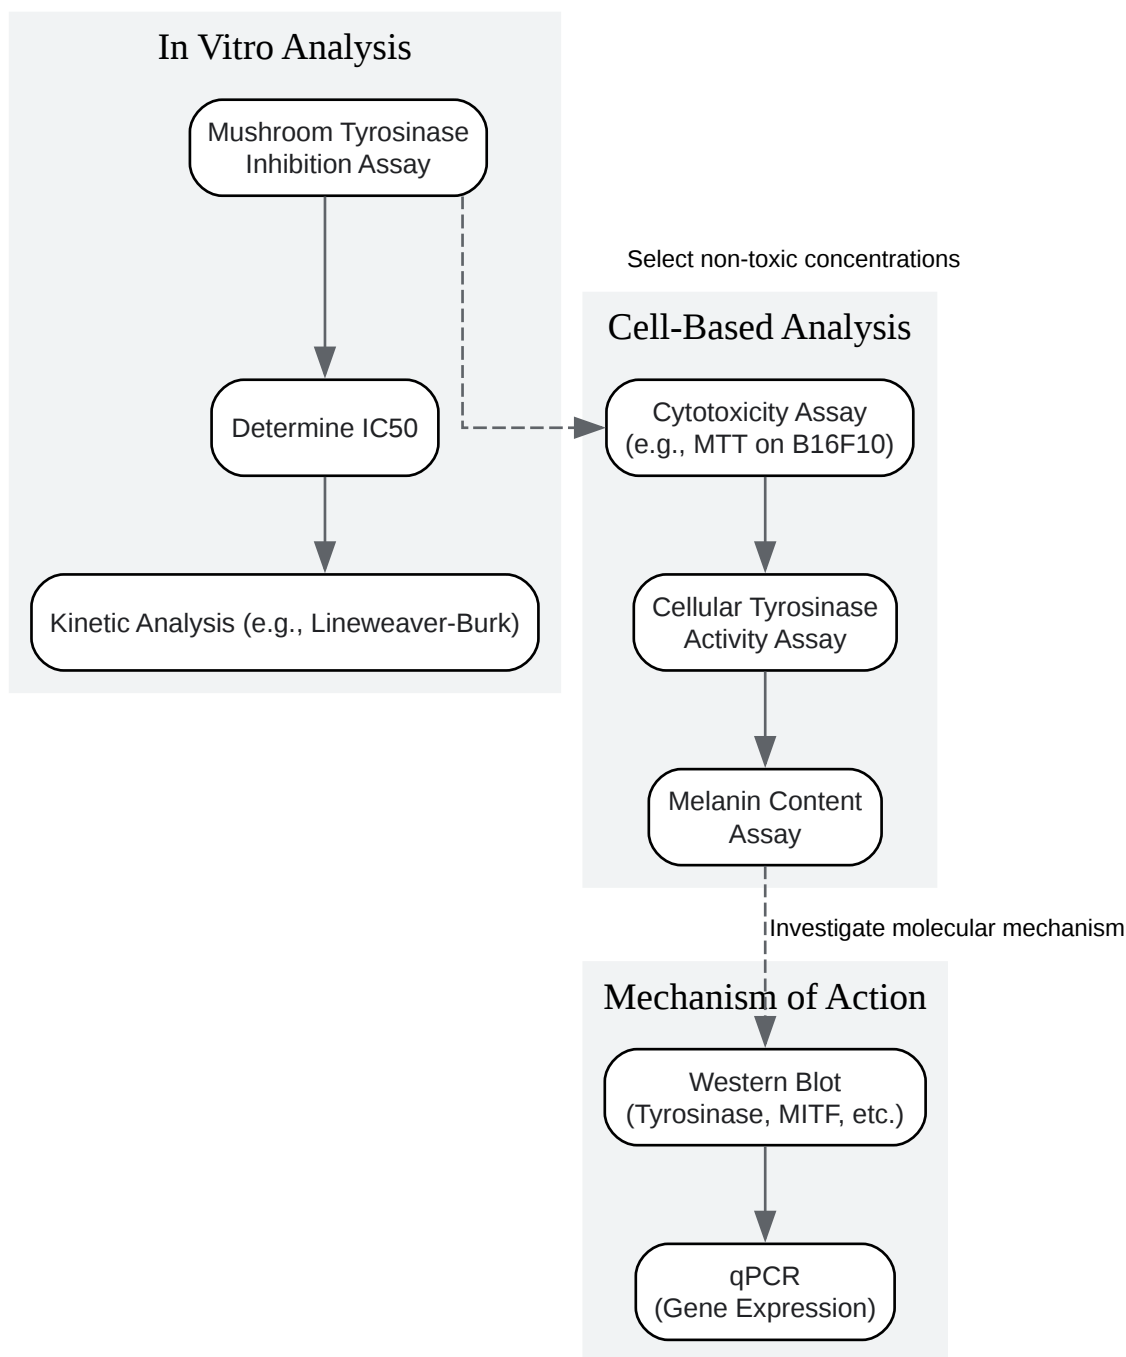 In Vitro Analysis
Mushroom Tyrosinase
Inhibition Assay
Determine IC50
Kinetic Analysis (e.g., Lineweaver-Burk)
Select non-toxic concentrations
Cell-Based Analysis
Cytotoxicity Assay
(e.g., MTT on B16F10)
Cellular Tyrosinase
Activity Assay
Melanin Content
Assay
Investigate molecular mechanism
Mechanism of Action
Western Blot
(Tyrosinase, MITF, etc.)
qPCR
(Gene Expression)